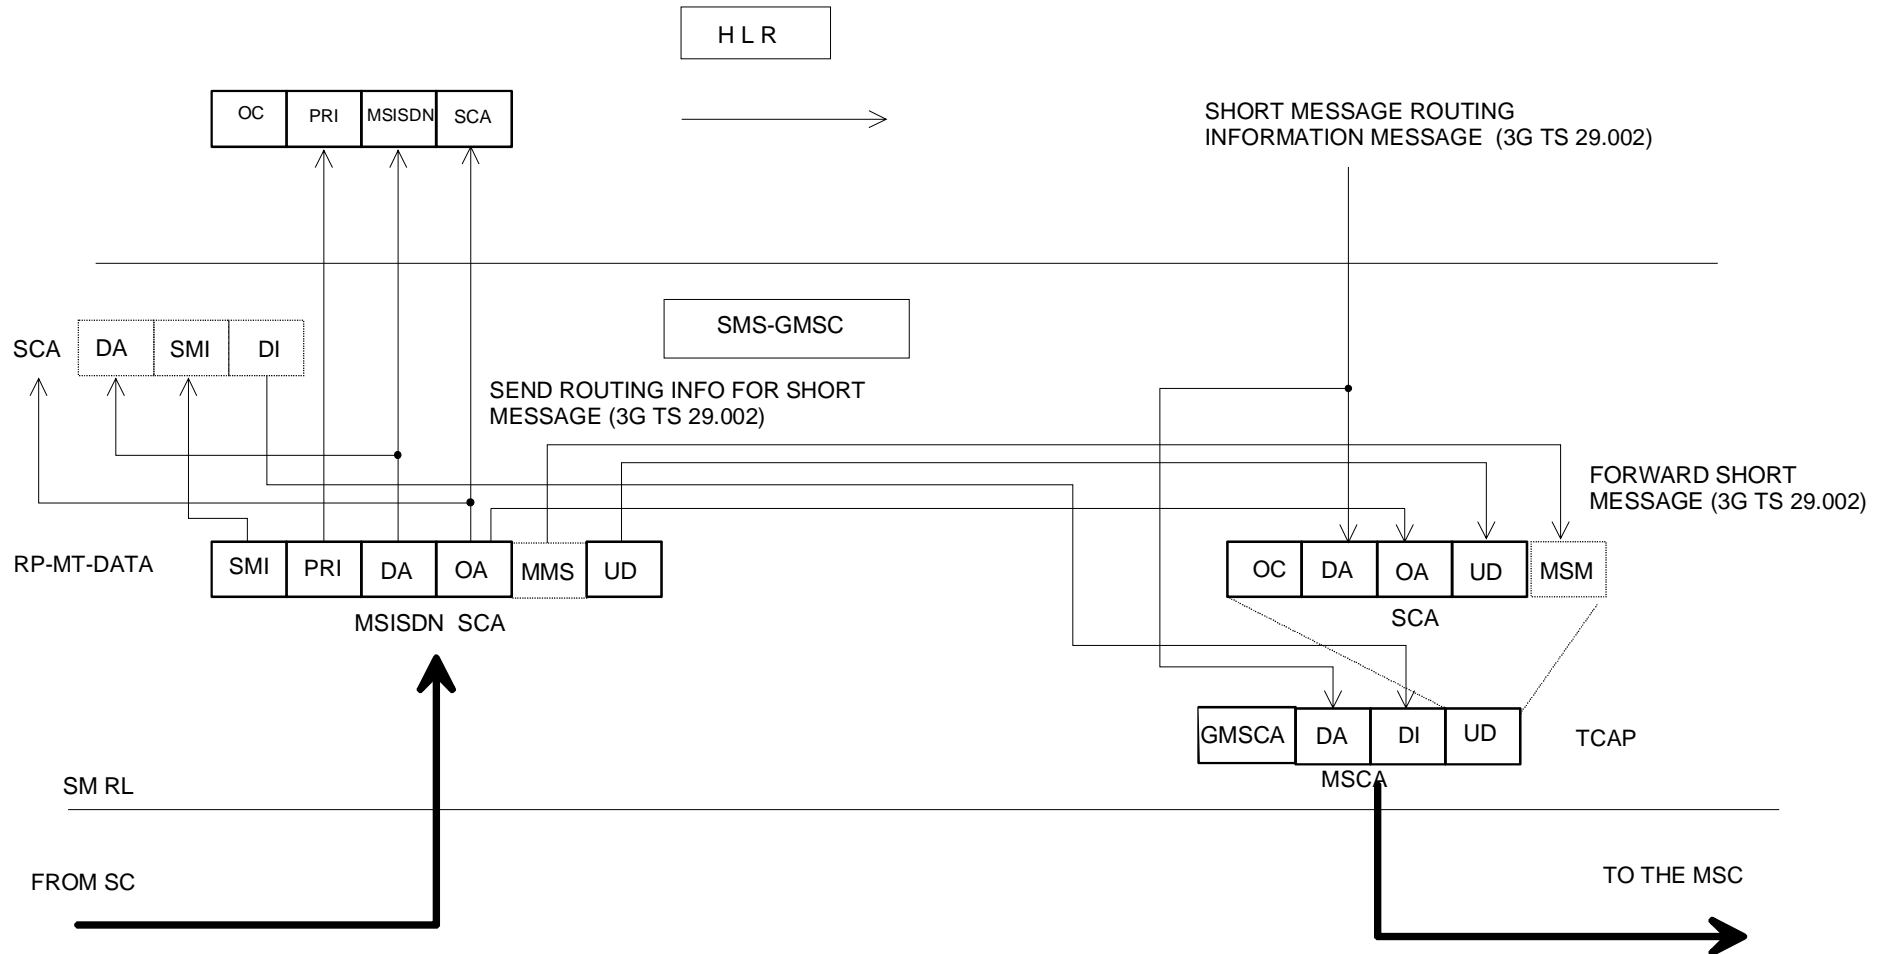 H L R
OC PRI MSISDN SCA
SHORT MESSAGE ROUTING
INFORMATION MESSAGE (3G TS 29.002)
SMS-GMSC
SCA DA SMI DI
SEND ROUTING INFO FOR SHORT
MESSAGE (3G TS 29.002)
FORWARD SHORT
MESSAGE (3G TS 29.002)
RP-MT-DATA SMI PRI DA OA MMS UD
MSISDN SCA
OC DA OA UD MSM
SCA
GMSCA DA DI UD TCAP
MSCA
SM RL
FROM SC
TO THE MSC